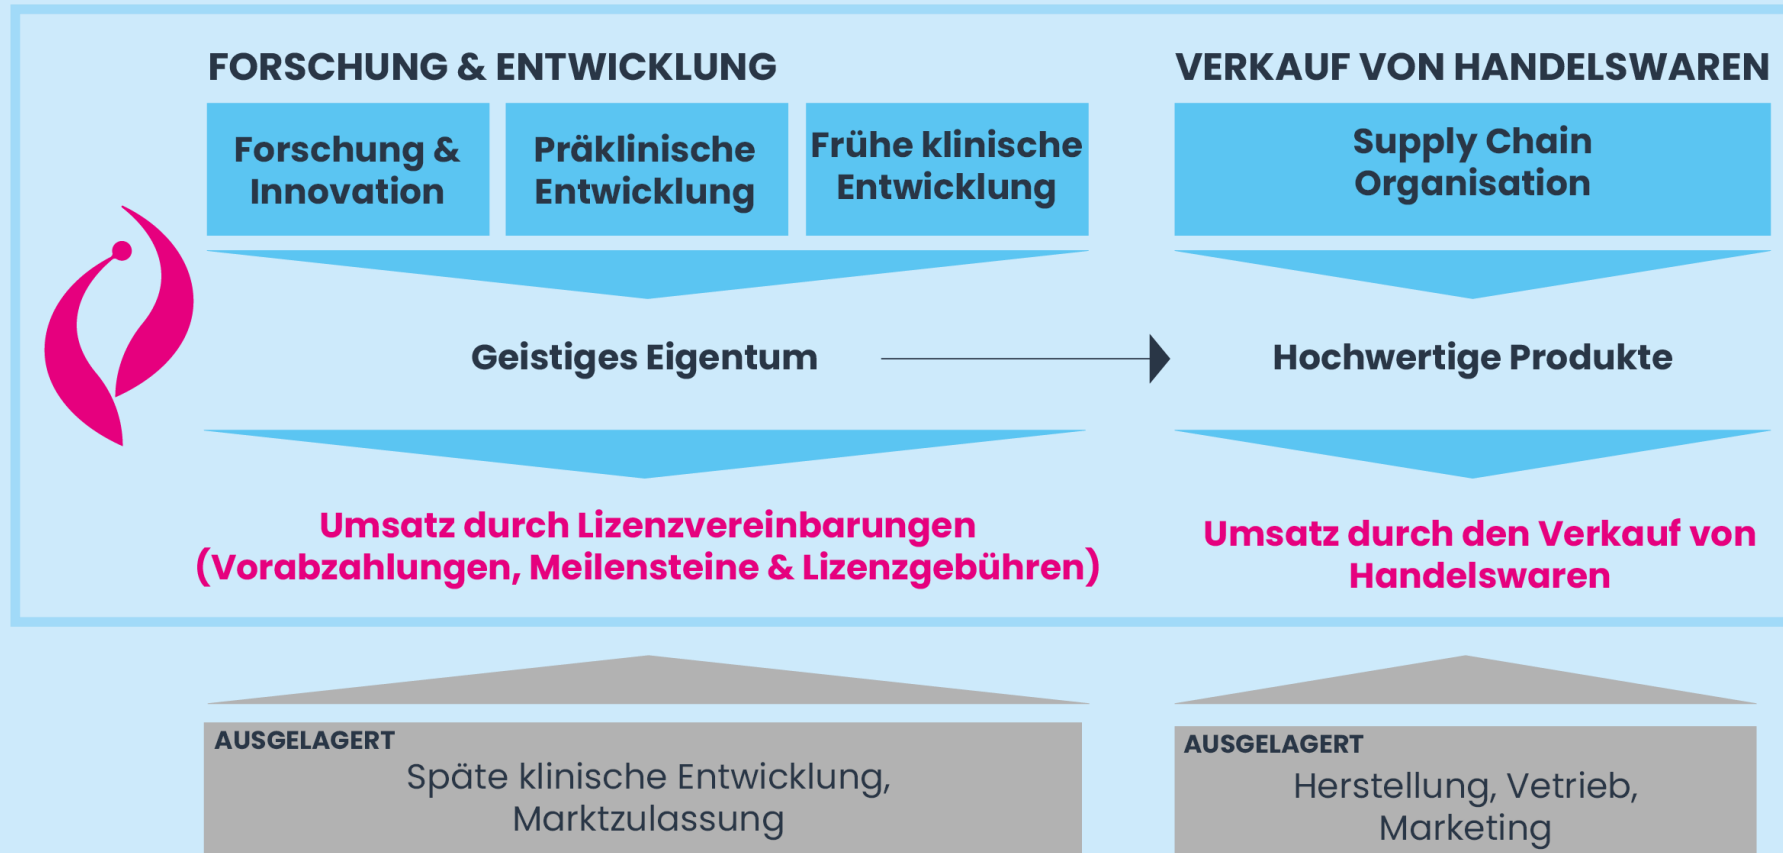 FORSCHUNG & ENTWICKLUNG
Forschung &
Innovation
Präklinische
Entwicklung
Frühe klinische
Entwicklung
Geistiges Eigentum
Umsatz durch Lizenzvereinbarungen
(Vorabzahlungen, Meilensteine & Lizenzgebühren)
AUSGELAGERT
Späte klinische Entwicklung,
Marktzulassung
VERKAUF VON HANDELSWAREN
Supply Chain
Organisation
Hochwertige Produkte
Umsatz durch den Verkauf von
Handelswaren
AUSGELAGERT
Herstellung, Vetrieb,
Marketing